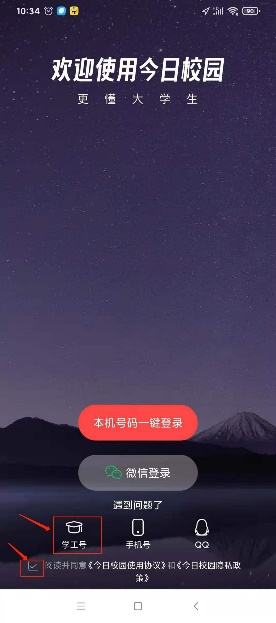 10:34
90
欢迎使用今日校园
更懂大学生
本机号码一键登录
微信登录
遇到问题了
学工号
手机号
QQ
阅读并同意《今日校园使用协议》和《今日校园隐私政
策》